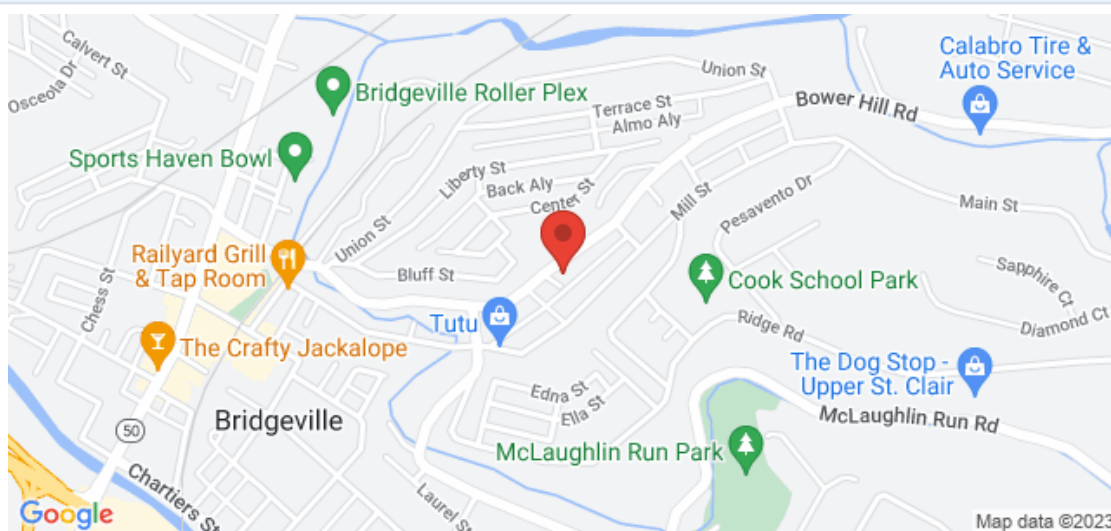 Calvert St
Osceola Dr
Bridgeville Roller Plex
Union St
Terrace St
Almo Aly
Bower Hill Rd
Calabro Tire &
Auto Service
Sports Haven Bowl
Liberty St
Back Aly
Center St
Mill St
Pesavento Dr
Main St
Union St
Railyard Grill
& Tap Room
Bluff St
Chess St
Cook School Park
Sapphire Ct
Diamond Ct
Tutu
Ridge Rd
The Crafty Jackalope
The Dog Stop -
Upper St. Clair
Edna St
Ella St
McLaughlin Run Rd
Bridgeville
50
McLaughlin Run Park
Chartiers St
Laurel St
Google
Map data ©2023